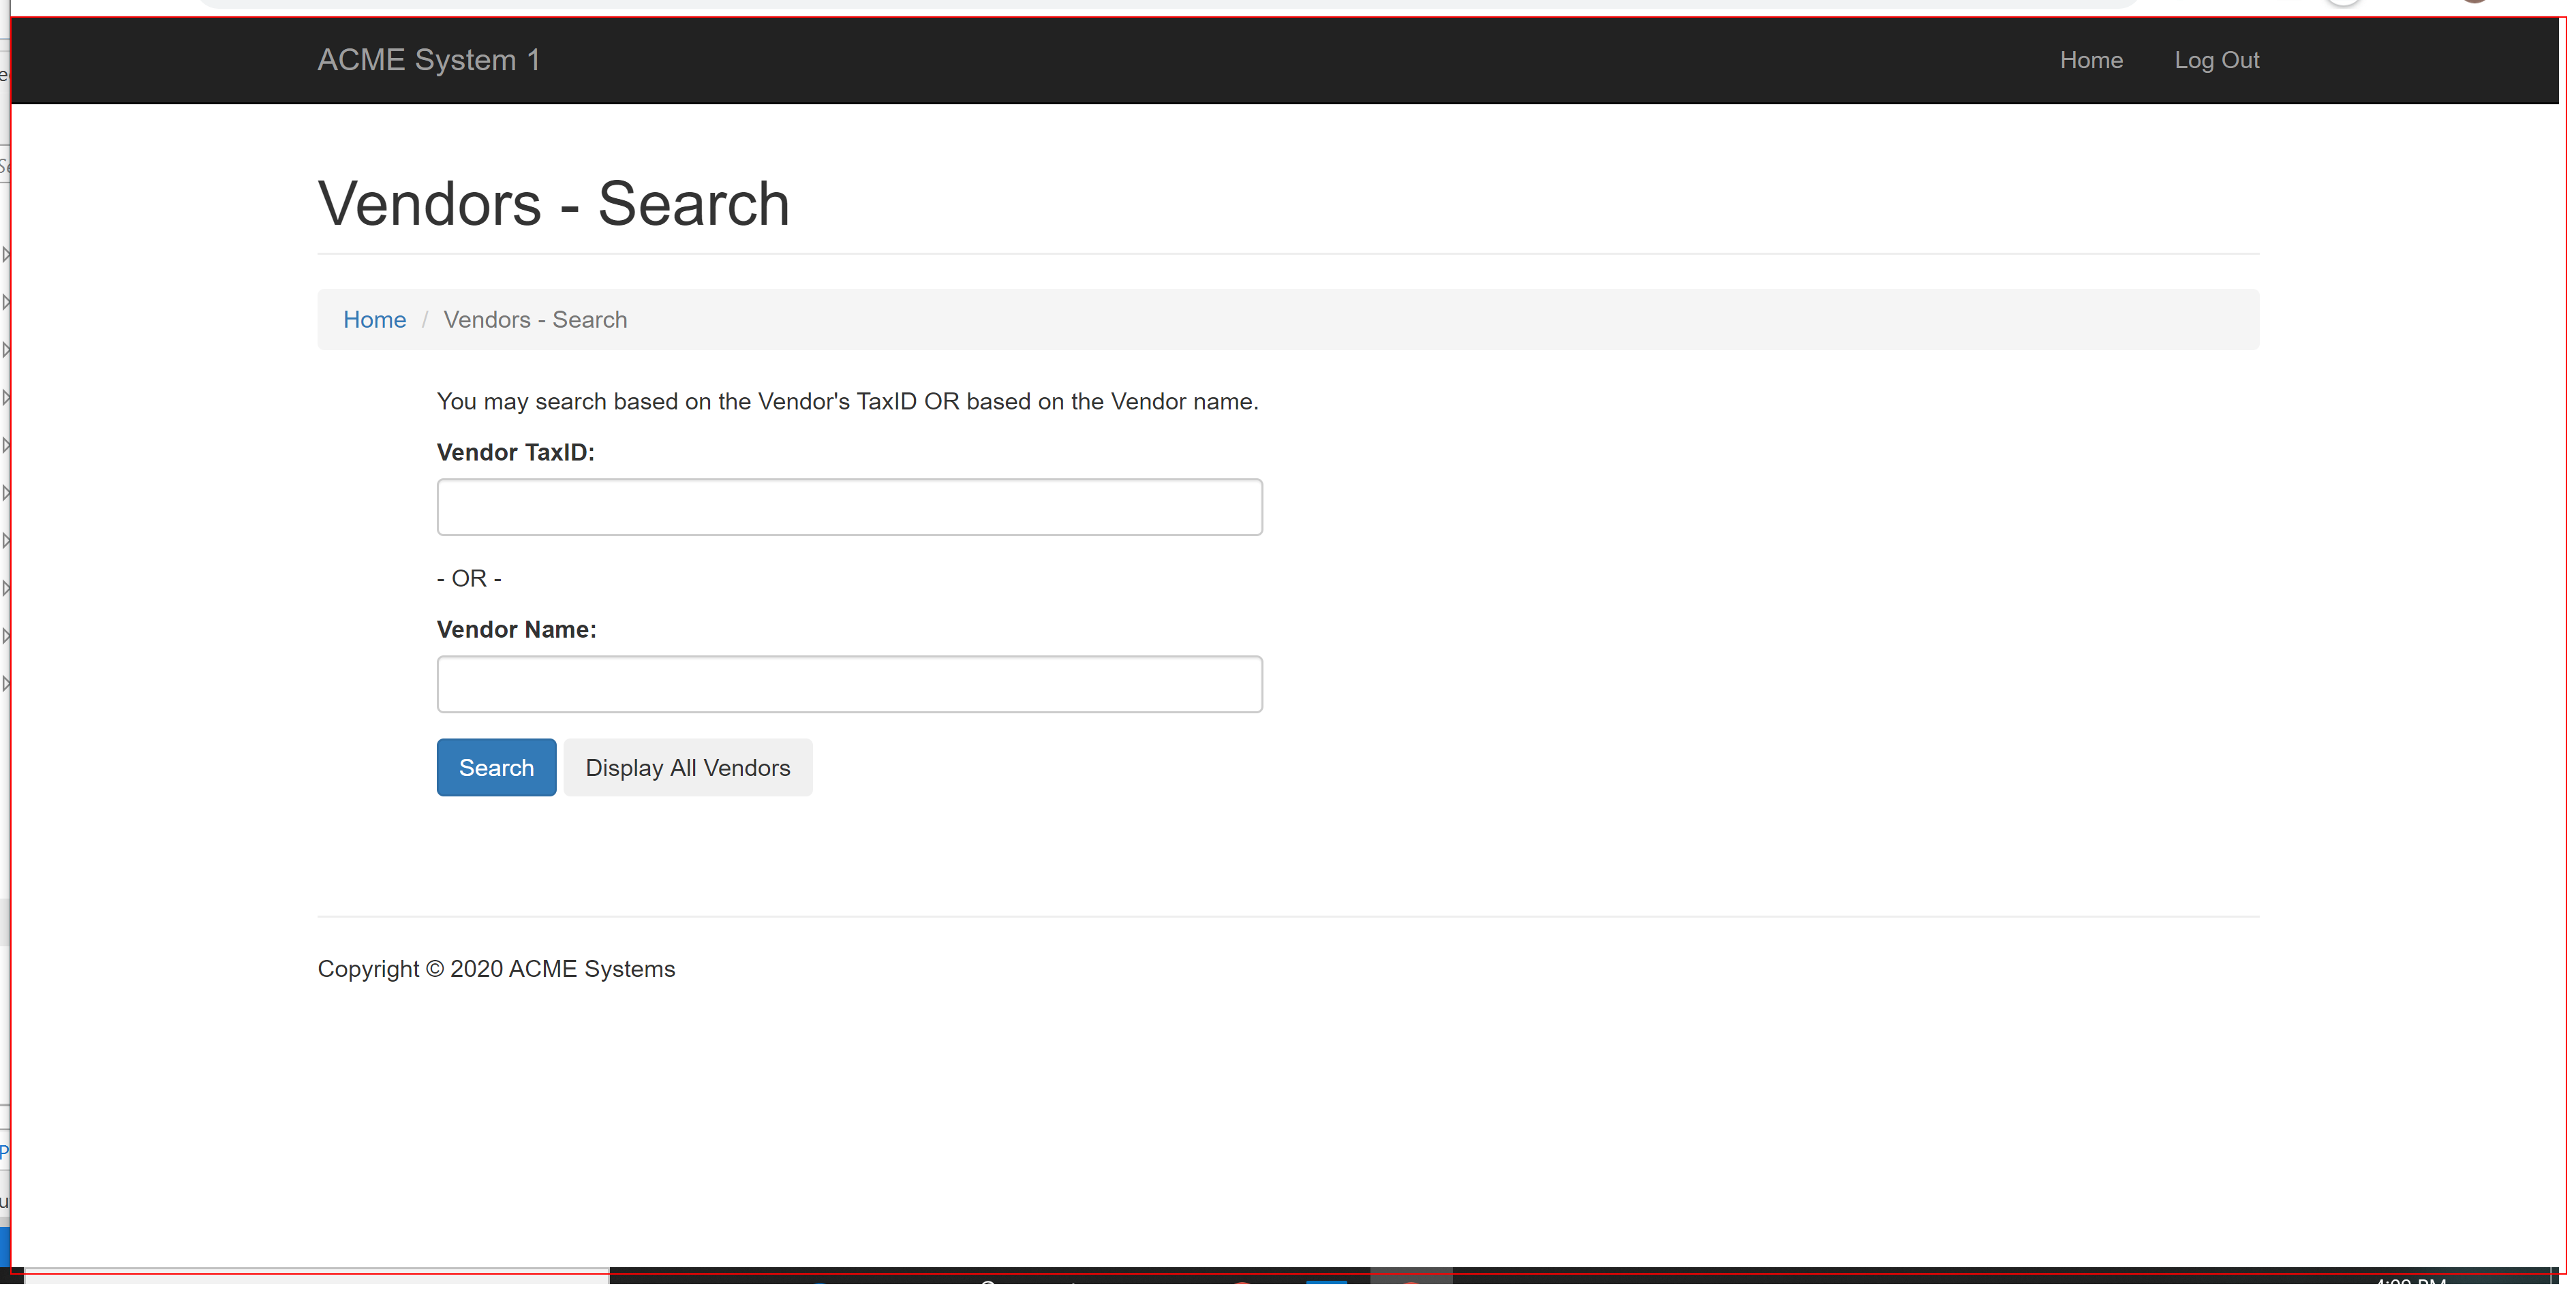 ACME System 1 Home Log Out
Vendors - Search
Home / Vendors - Search
You may search based on the Vendor's TaxID OR based on the Vendor name.
Vendor TaxID:
- OR -
Vendor Name:
Search Display All Vendors
Copyright © 2020 ACME Systems